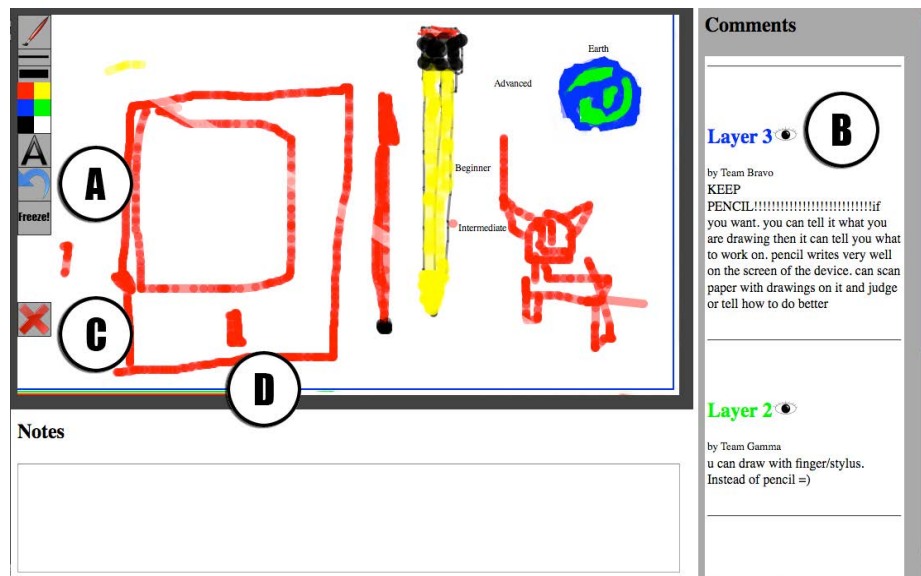 Comments
Earth
Advanced
A
Freeze!
A
B
C
D
Beginner
Intermediate
Layer 3
by Team Bravo
KEEP
PENCIL!!!!!!!!!!!!!!!!!!!!!!!!!!!if
you want. you can tell it what you
are drawing then it can tell you what
to work on. pencil writes very well
on the screen of the device. can scan
paper with drawings on it and judge
or tell how to do better
Layer 2
by Team Gamma
u can draw with finger/stylus.
Instead of pencil =)
Notes